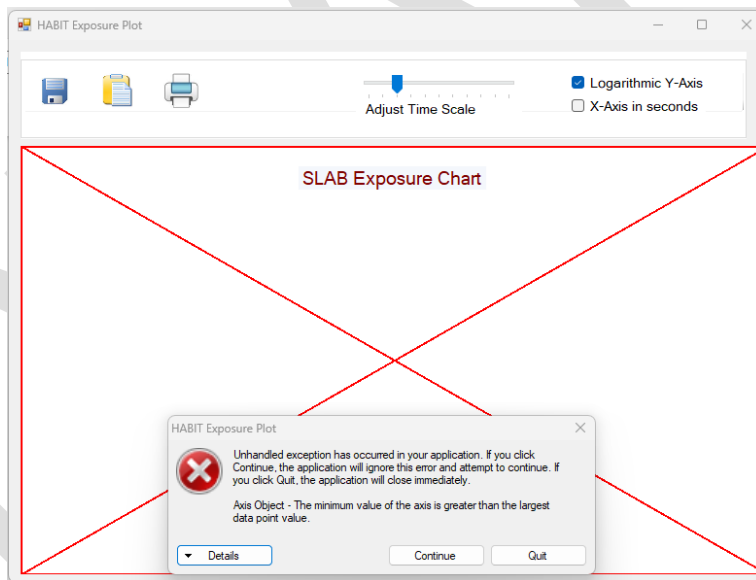 HABIT Exposure Plot
Adjust Time Scale
Logarithmic Y-Axis
X-Axis in seconds
SLAB Exposure Chart
HABIT Exposure Plot
Unhandled exception has occurred in your application. If you click
Continue, the application will ignore this error and attempt to continue. If
you click Quit, the application will close immediately.
Axis Object - The minimum value of the axis is greater than the largest
data point value.
Details
Continue
Quit